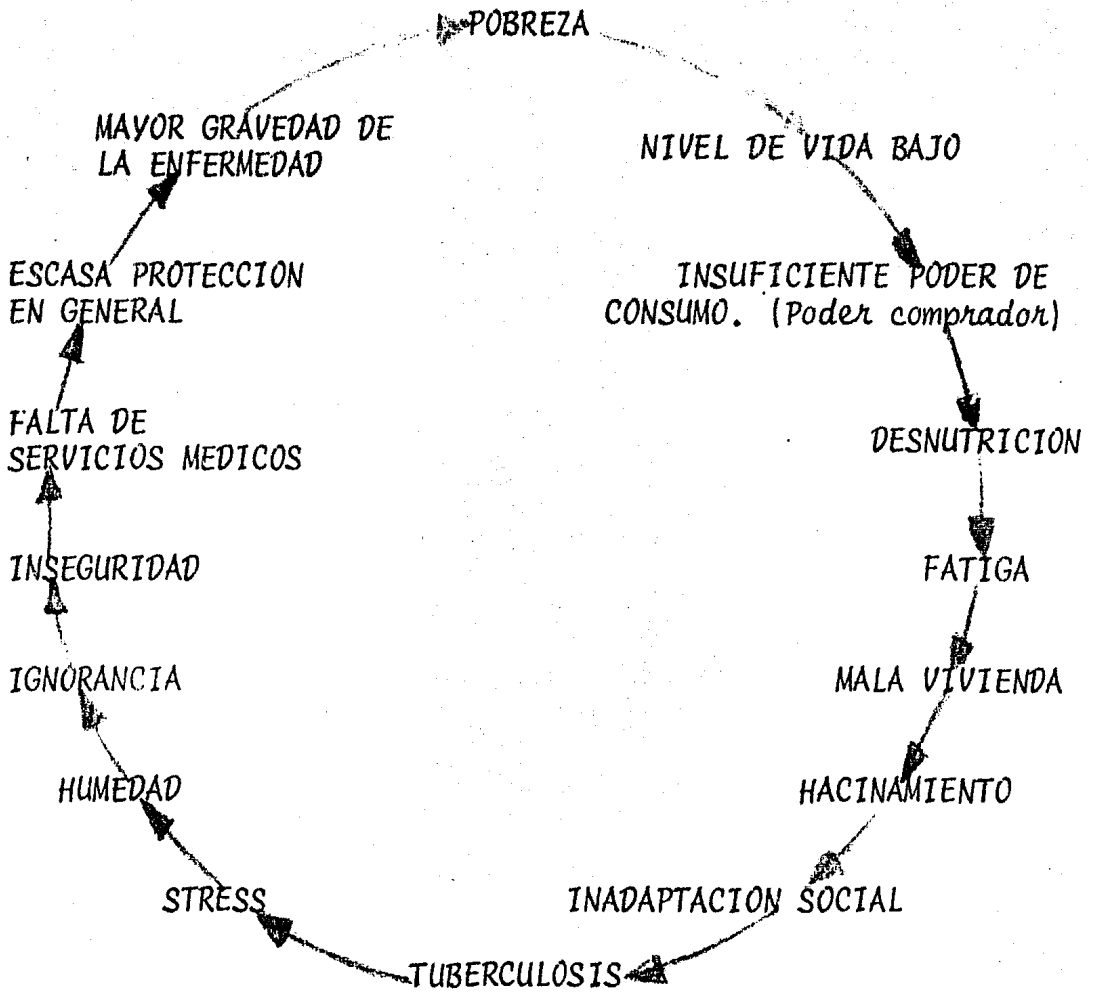 POBREZA
NIVEL DE VIDA BAJO
INSUFICIENTE PODER DE
CONSUMO. (Poder comprador)
DESNUTRICION
FATIGA
MALA VIVIENDA
HACINAMIENTO
INADAPTACION SOCIAL
TUBERCULOSIS
STRESS
HUMEDAD
IGNORANCIA
INSEGURIDAD
FALTA DE
SERVICIOS MEDICOS
ESCASA PROTECCION
EN GENERAL
MAYOR GRAVEDAD DE
LA ENFERMEDAD